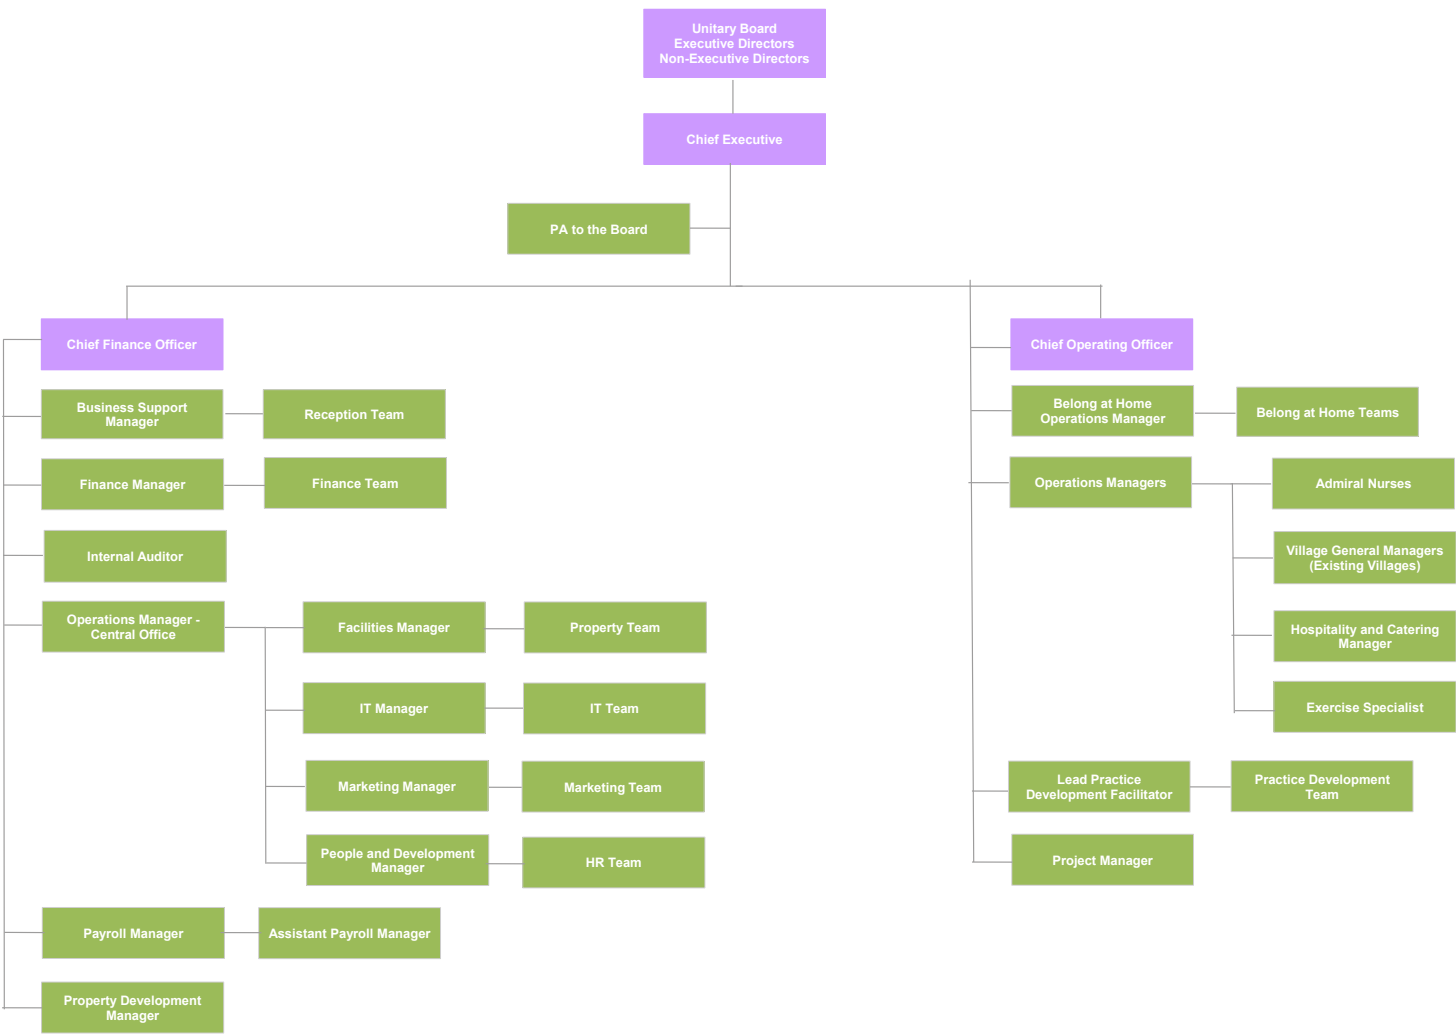 Unitary Board
Executive Directors
Non-Executive Directors
Chief Executive
PA to the Board
Chief Finance Officer
Business Support
Manager
Reception Team
Finance Manager
Finance Team
Internal Auditor
Operations Manager -
Central Office
Facilities Manager
Property Team
IT Manager
IT Team
Marketing Manager
Marketing Team
People and Development
Manager
HR Team
Payroll Manager
Assistant Payroll Manager
Property Development
Manager
Chief Operating Officer
Belong at Home
Operations Manager
Belong at Home Teams
Operations Managers
Admiral Nurses
Village General Managers
(Existing Villages)
Hospitality and Catering
Manager
Exercise Specialist
Lead Practice
Development Facilitator
Practice Development
Team
Project Manager